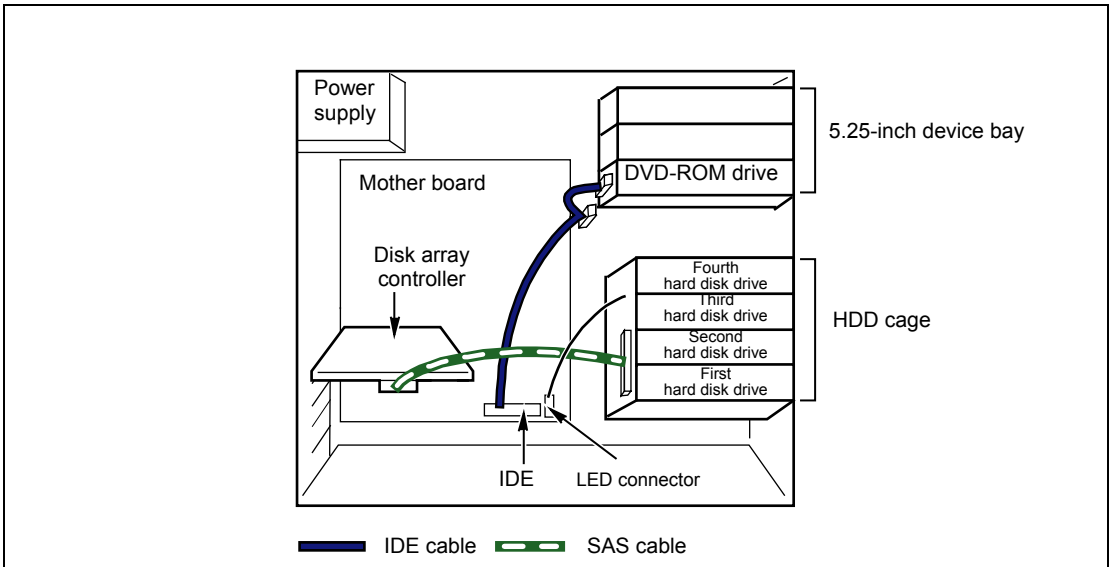 Power
supply
5.25-inch device bay
DVD-ROM drive
Mother board
Disk array
controller
Fourth
hard disk drive
Third
hard disk drive
HDD cage
Second
hard disk drive
First
hard disk drive
IDE
LED connector
IDE cable
SAS cable